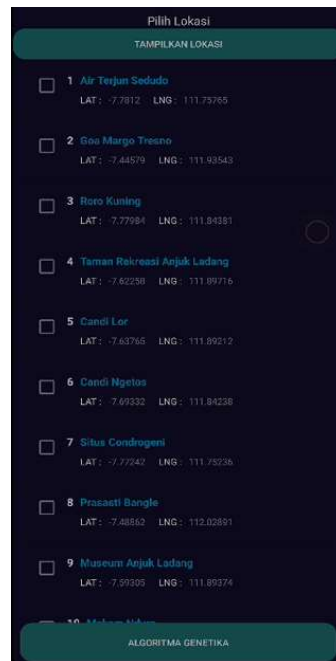 Pilih Lokasi
TAMPILKAN LOKASI
1 Air Terjun Sedudo
LAT : -7.7812 LNG : 111.75765
2 Goa Margo Tresno
LAT : -7.44579 LNG : 111.93543
3 Roro Kuning
LAT : -7.77984 LNG : 111.84381
4 Taman Rekreasi Anjuk Ladang
LAT : -7.62258 LNG : 111.89716
5 Candi Lor
LAT : -7.63765 LNG : 111.89212
6 Candi Ngetos
LAT : -7.69332 LNG : 111.84238
7 Situs Condrogeni
LAT : -7.77242 LNG : 111.75236
8 Prasasti Bangle
LAT : -7.48862 LNG : 112.02891
9 Museum Anjuk Ladang
LAT : -7.59305 LNG : 111.89374
10 Makam
ALGORITMA GENETIKA